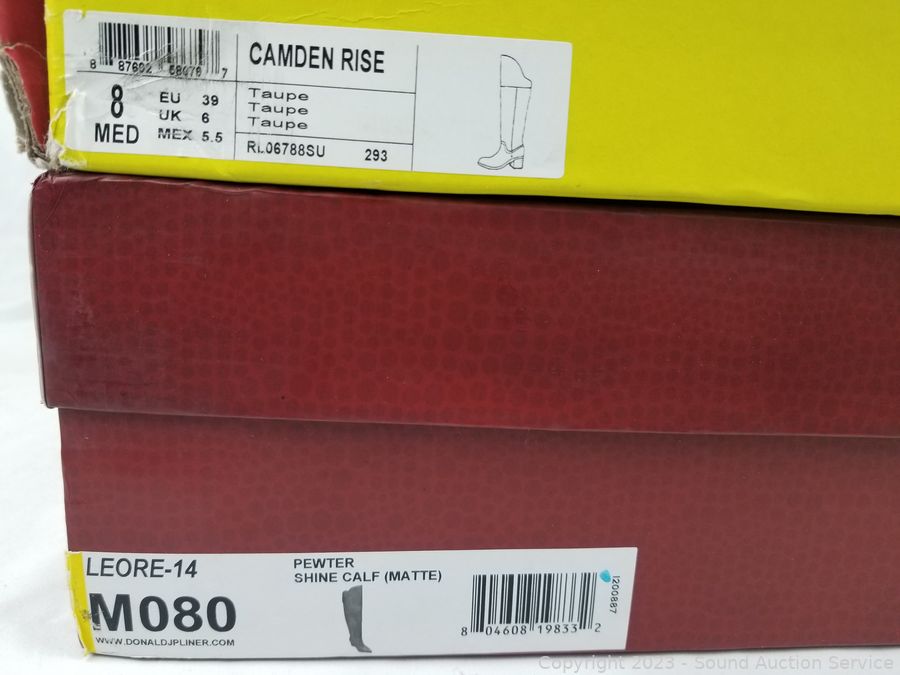 CAMDEN RISE
8 MED
EU 39
UK 6
MEX 5.5
Taupe
Taupe
Taupe
RL06788SU 293
LEORE-14
M080
WWW.DONALDJPLINER.COM
PEWTER
SHINE CALF (MATTE)
8 04608 19833 2
I200887
Copyright 2023 - Sound Auction Service